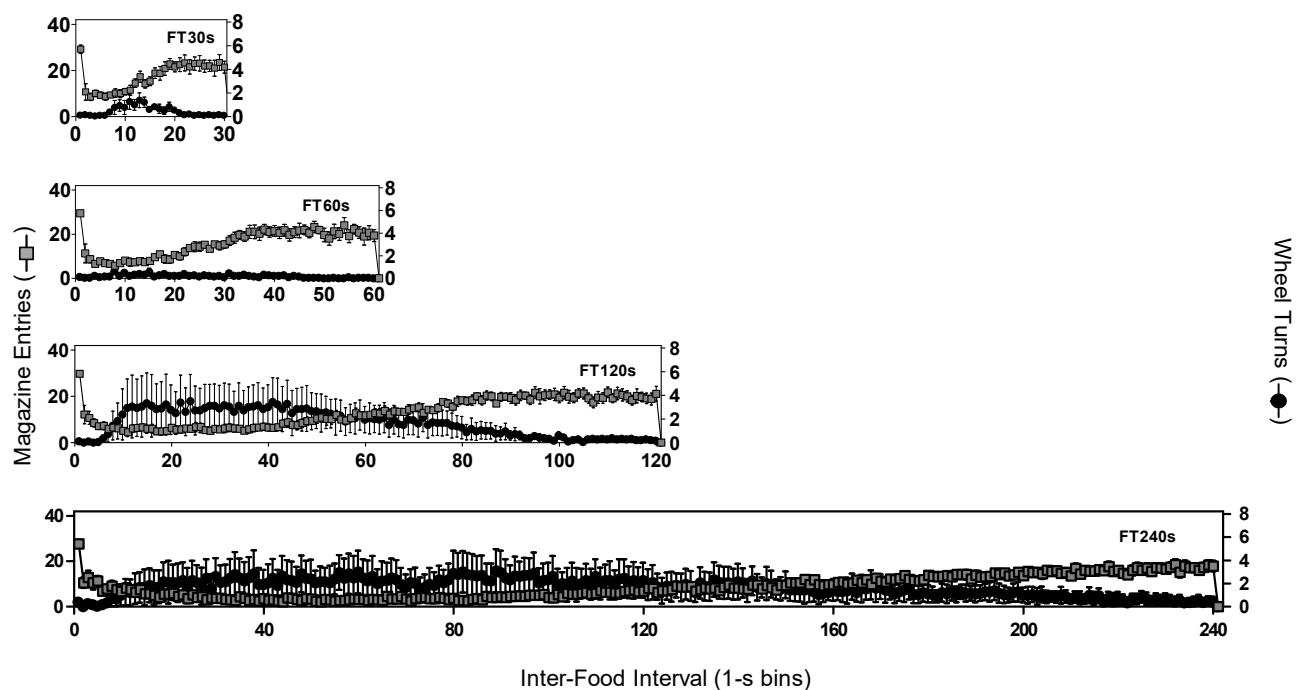 FT30s
40
20
0
8
6
4
2
0
0 10 20 30
FT60s
40
20
0
8
6
4
2
0
0 10 20 30 40 50 60
FT120s
40
20
0
8
6
4
2
0
0 20 40 60 80 100 120
FT240s
40
20
0
8
6
4
2
0
0 40 80 120 160 200 240
Magazine Entries ( )
Wheel Turns ( )
Inter-Food Interval (1-s bins)